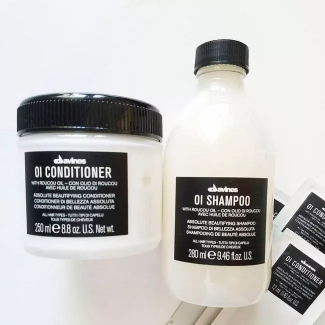 davines
OI CONDITIONER
WITH ROUCOU OIL - CON OLIO DI ROUCOU
AVEC HUILE DE ROUCOU
ABSOLUTE BEAUTIFYING CONDITIONER
CONDITIONER DI BELLEZZA ASSOLUTA
CONDITIONNEUR DE BEAUTÉ ABSOLUE
ALL HAIR TYPES - TUTTI I TIPI DI CAPELLI
TOUS TYPES DE CHEVEUX
250 ml e 8.8 oz. U.S. Net wt.
davines
OI SHAMPOO
WITH ROUCOU OIL - CON OLIO DI ROUCOU
AVEC HUILE DE ROUCOU
ABSOLUTE BEAUTIFYING SHAMPOO
SHAMPOO DI BELLEZZA ASSOLUTA
SHAMPOOING DE BEAUTÉ ABSOLUE
ALL HAIR TYPES - TUTTI I TIPI DI CAPELLI
TOUS TYPES DE CHEVEUX
280 ml e 9.46 fl oz. U.S.
davines
OI CONDITIONER